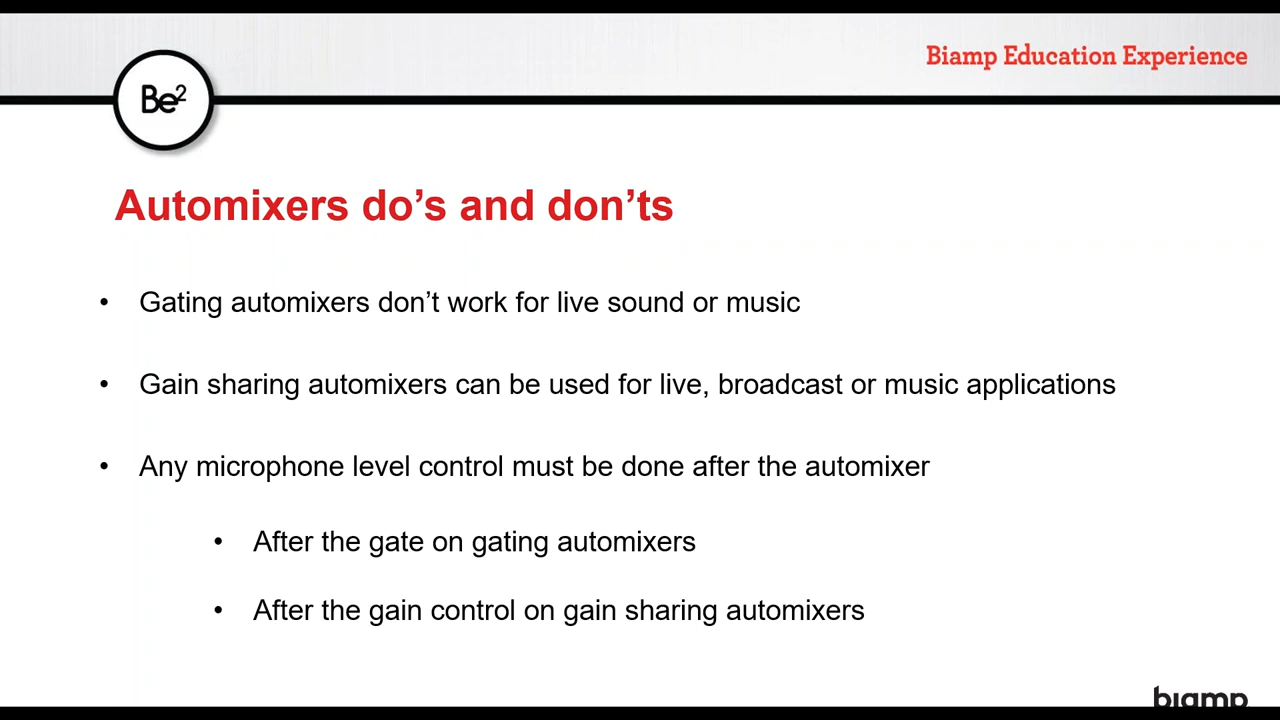 Biamp Education Experience
Be²
Automixers do’s and don’ts
• Gating automixers don’t work for live sound or music
• Gain sharing automixers can be used for live, broadcast or music applications
• Any microphone level control must be done after the automixer
• After the gate on gating automixers
• After the gain control on gain sharing automixers
biamp